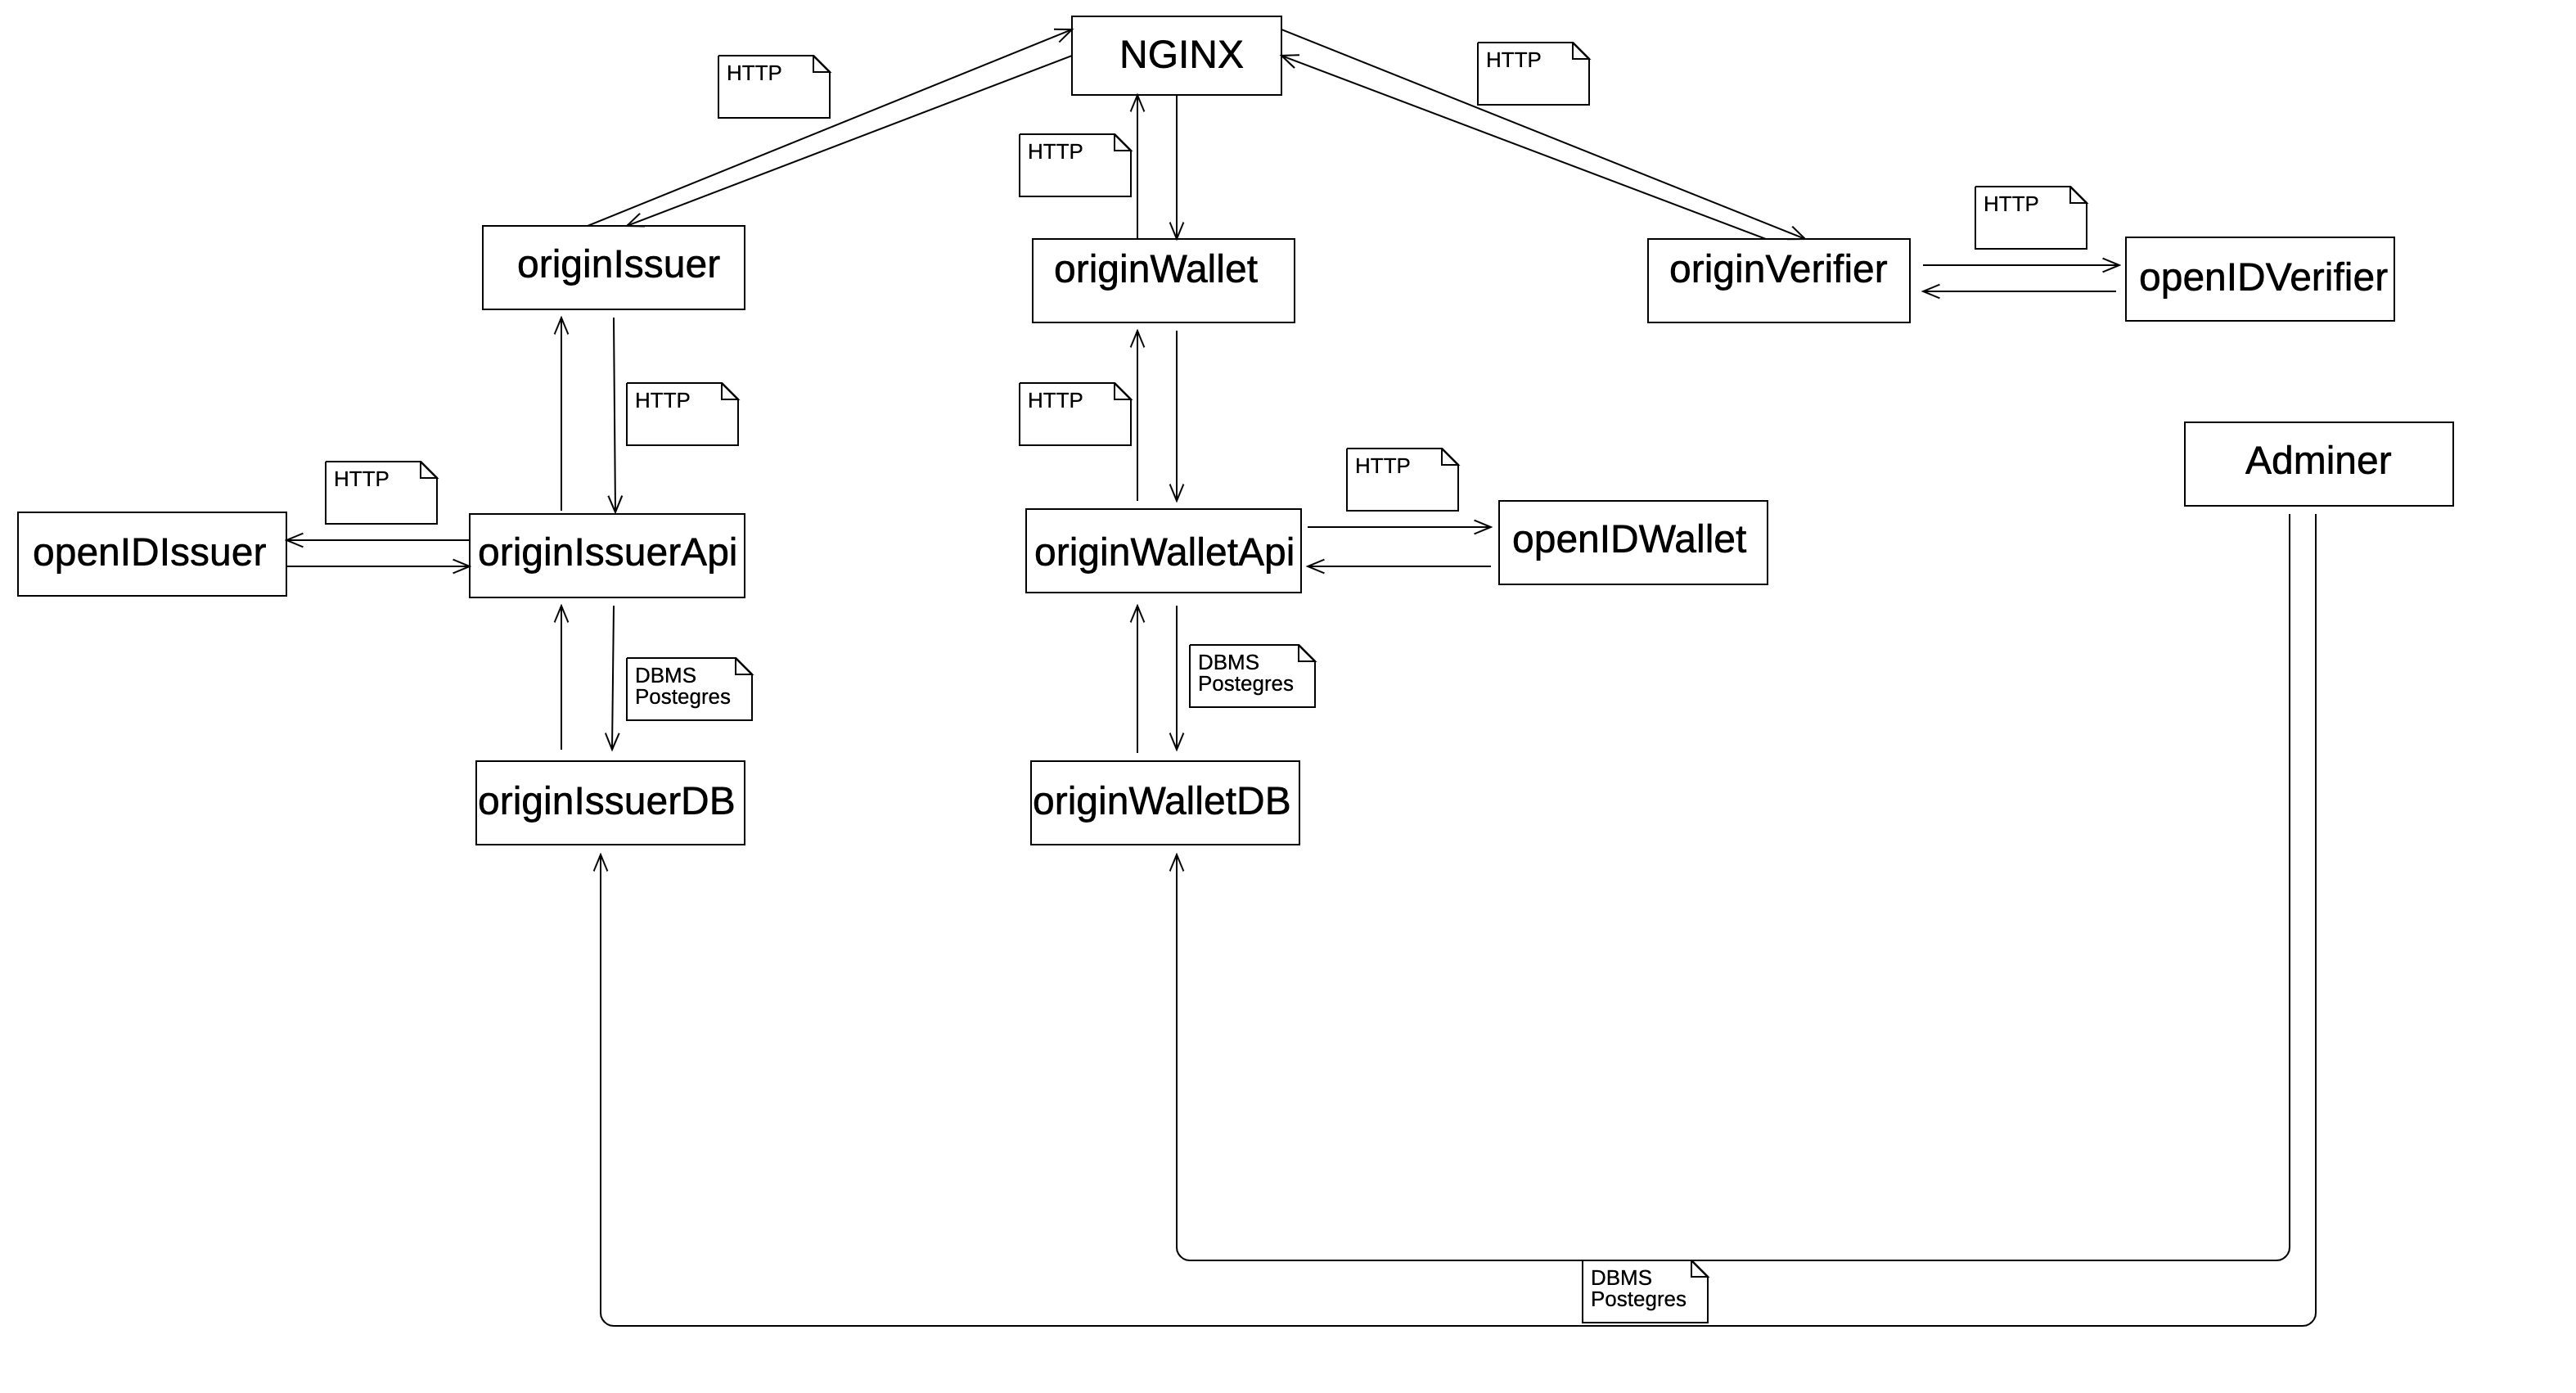 NGINX
HTTP
HTTP
HTTP
HTTP
originIssuer
originWallet
originVerifier
openIDVerifier
HTTP
HTTP
HTTP
HTTP
Adminer
openIDIssuer
originIssuerApi
originWalletApi
openIDWallet
DBMS
Postegres
DBMS
Postegres
originIssuerDB
originWalletDB
DBMS
Postegres